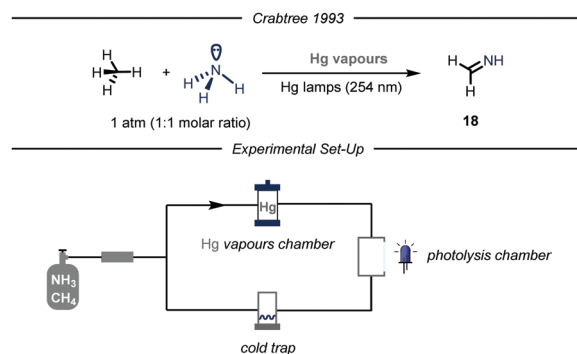 Crabtree 1993
H
H
H
H
+
N
H
H
H
Hg vapours
Hg lamps (254 nm)
H
H
NH
1 atm (1:1 molar ratio)
18
Experimental Set-Up
Hg
Hg vapours chamber
photolysis chamber
NH3
CH4
cold trap